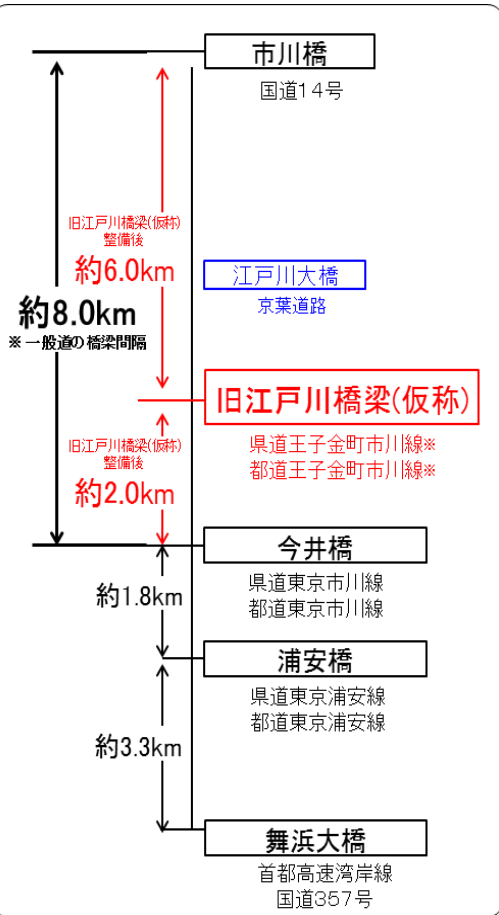 市川橋
国道14号
旧江戸川橋梁(仮称)
整備後
約6.0km
江戸川大橋
京葉道路
約8.0km
※一般道の橋梁間隔
旧江戸川橋梁(仮称)
県道王子金町市川線※
都道王子金町市川線※
旧江戸川橋梁(仮称)
整備後
約2.0km
今井橋
県道東京市川線
都道東京市川線
約1.8km
浦安橋
県道東京浦安線
都道東京浦安線
約3.3km
舞浜大橋
首都高速湾岸線
国道357号